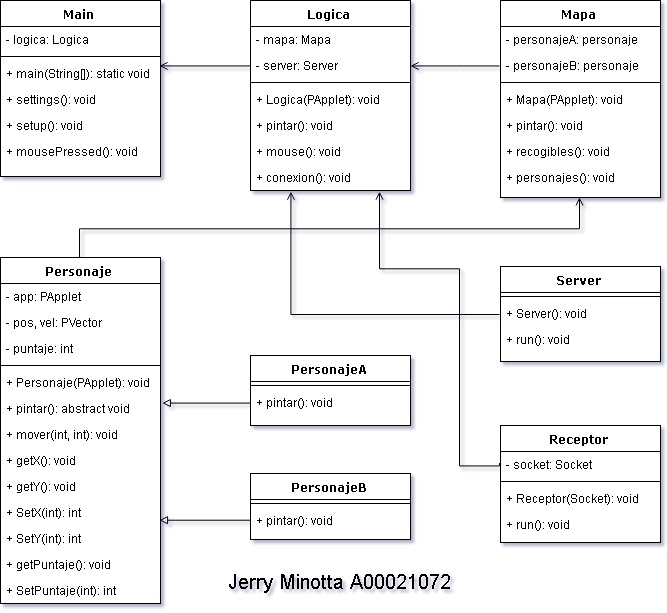 Main
- logica: Logica
+ main(String[]): static void
+ settings(): void
+ setup(): void
+ mousePressed(): void
Logica
- mapa: Mapa
- server: Server
+ Logica(PApplet): void
+ pintar(): void
+ mouse(): void
+ conexion(): void
Mapa
- personajeA: personaje
- personajeB: personaje
+ Mapa(PApplet): void
+ pintar(): void
+ recogibles(): void
+ personajes(): void
Personaje
- app: PApplet
- pos, vel: PVector
- puntaje: int
+ Personaje(PApplet): void
+ pintar(): abstract void
+ mover(int, int): void
+ getX(): void
+ getY(): void
+ SetX(int): int
+ SetY(int): int
+ getPuntaje(): void
+ SetPuntaje(int): int
PersonajeA
+ pintar(): void
PersonajeB
+ pintar(): void
Server
+ Server(): void
+ run(): void
Receptor
- socket: Socket
+ Receptor(Socket): void
+ run(): void
Jerry Minotta A00021072